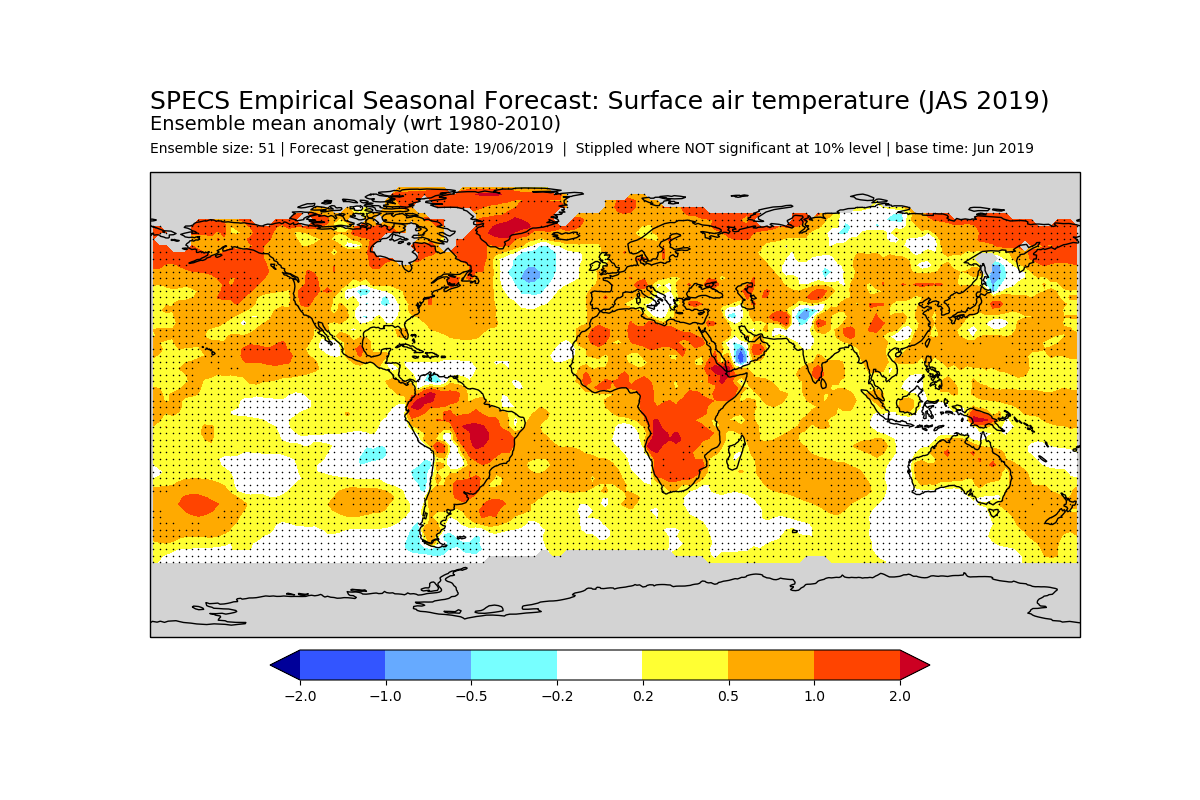 SPECS Empirical Seasonal Forecast: Surface air temperature (JAS 2019)
Ensemble mean anomaly (wrt 1980-2010)
Ensemble size: 51 | Forecast generation date: 19/06/2019 | Stippled where NOT significant at 10% level | base time: Jun 2019
−2.0 −1.0 −0.5 −0.2 0.2 0.5 1.0 2.0